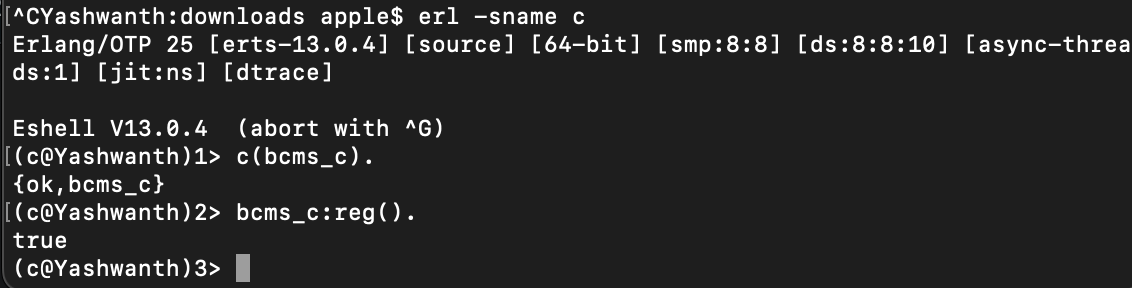 [^CYashwanth:downloads apple$ erl -sname c
Erlang/OTP 25 [erts-13.0.4] [source] [64-bit] [smp:8:8] [ds:8:8:10] [async-threa
ds:1] [jit:ns] [dtrace]
Eshell V13.0.4  (abort with ^G)
[(c@Yashwanth)1> c(bcms_c).
{ok,bcms_c}
[(c@Yashwanth)2> bcms_c:reg().
true
(c@Yashwanth)3>